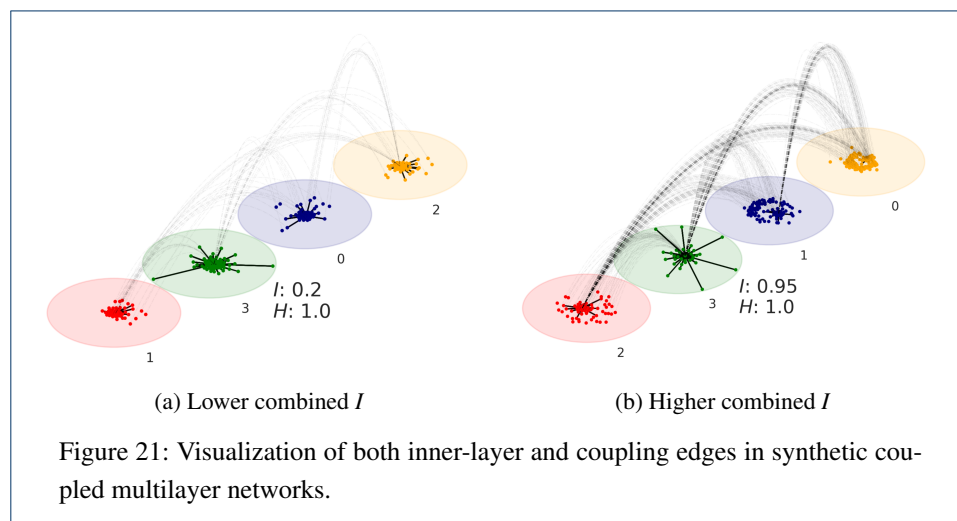 2
0
I: 0.2
H: 1.0
3
1
0
1
I: 0.95
H: 1.0
3
2
(a) Lower combined I
(b) Higher combined I
Figure 21: Visualization of both inner-layer and coupling edges in synthetic cou-
pled multilayer networks.